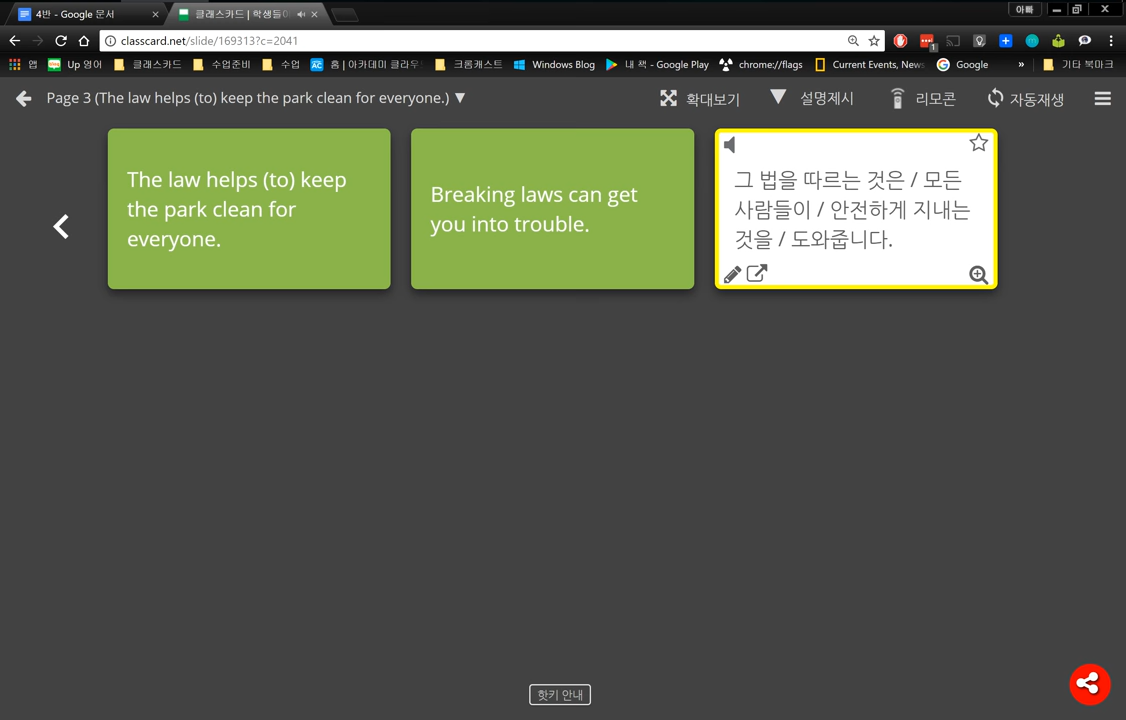 4반 - Google 문서
클래스카드 | 학생들이
아빠
classcard.net/slide/169313?c=2041
앱 Up 영어 클래스카드 수업준비 수업 홈 | 아카데미 클라우 크롬캐스트 Windows Blog 내 책 - Google Play chrome://flags Current Events, News Google » 기타 북마크
Page 3 (The law helps (to) keep the park clean for everyone.) ▼
확대보기 설명제시 리모콘 자동재생
The law helps (to) keep
the park clean for
everyone.
Breaking laws can get
you into trouble.
그 법을 따르는 것은 / 모든
사람들이 / 안전하게 지내는
것을 / 도와줍니다.
핫키 안내